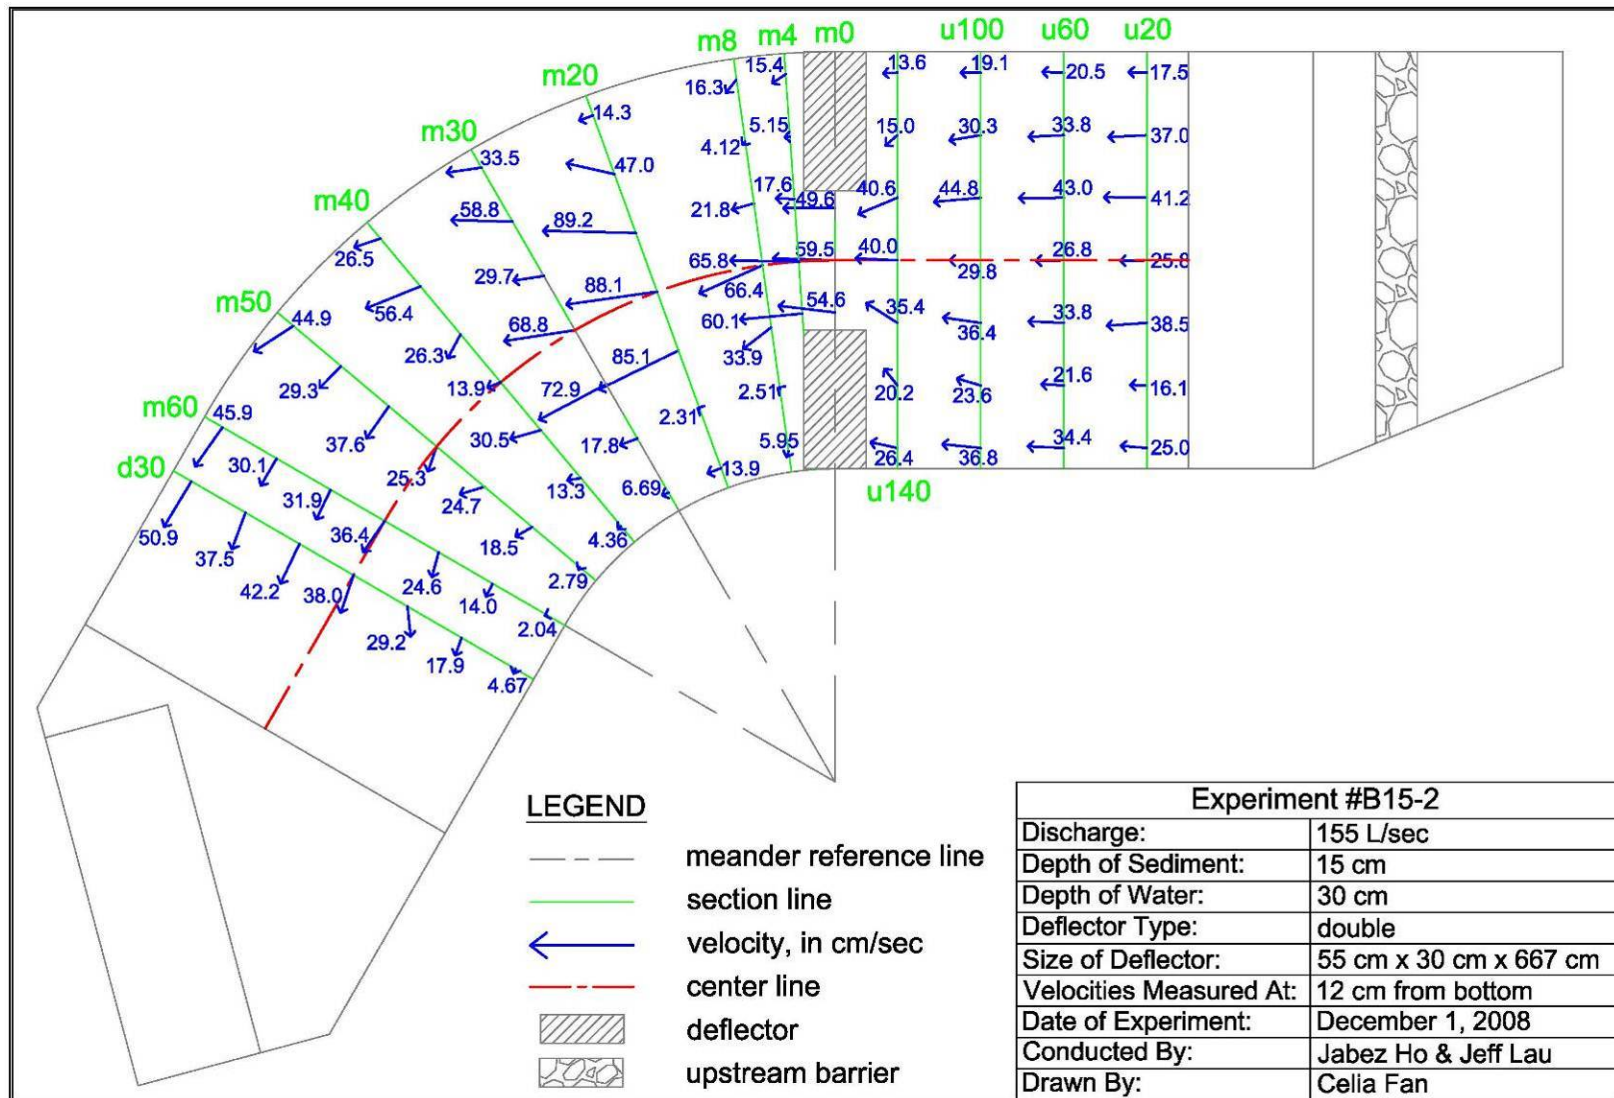 m8 m4 m0 u100 u60 u20
15.4 13.6 19.1 20.5 17.5
m20 16.3
14.3
m30 5.15 15.0 30.3 33.8 37.0
33.5 47.0 4.12
m40 17.6 40.6 44.8 43.0 41.2
58.8 89.2 21.8 49.6
26.5 29.7 65.8 59.5 40.0 29.8 26.8 25.8
m50 56.4 88.1 66.4
44.9 68.8 60.1 54.6 35.4 36.4 33.8 38.5
26.3 85.1 33.9
29.3 13.9 72.9 2.51 20.2 23.6 21.6 16.1
m60 45.9 2.31
37.6 30.5 17.8 5.95 26.4 36.8 34.4 25.0
d30 30.1 25.3 13.3 6.69 13.9 u140
31.9 24.7
50.9 36.4 18.5 4.36
37.5 24.6 2.79
42.2 38.0 14.0 2.04
29.2 17.9 4.67
LEGEND
meander reference line
section line
velocity, in cm/sec
center line
deflector
upstream barrier
Experiment #B15-2
Discharge: 155 L/sec
Depth of Sediment: 15 cm
Depth of Water: 30 cm
Deflector Type: double
Size of Deflector: 55 cm x 30 cm x 667 cm
Velocities Measured At: 12 cm from bottom
Date of Experiment: December 1, 2008
Conducted By: Jabez Ho & Jeff Lau
Drawn By: Celia Fan